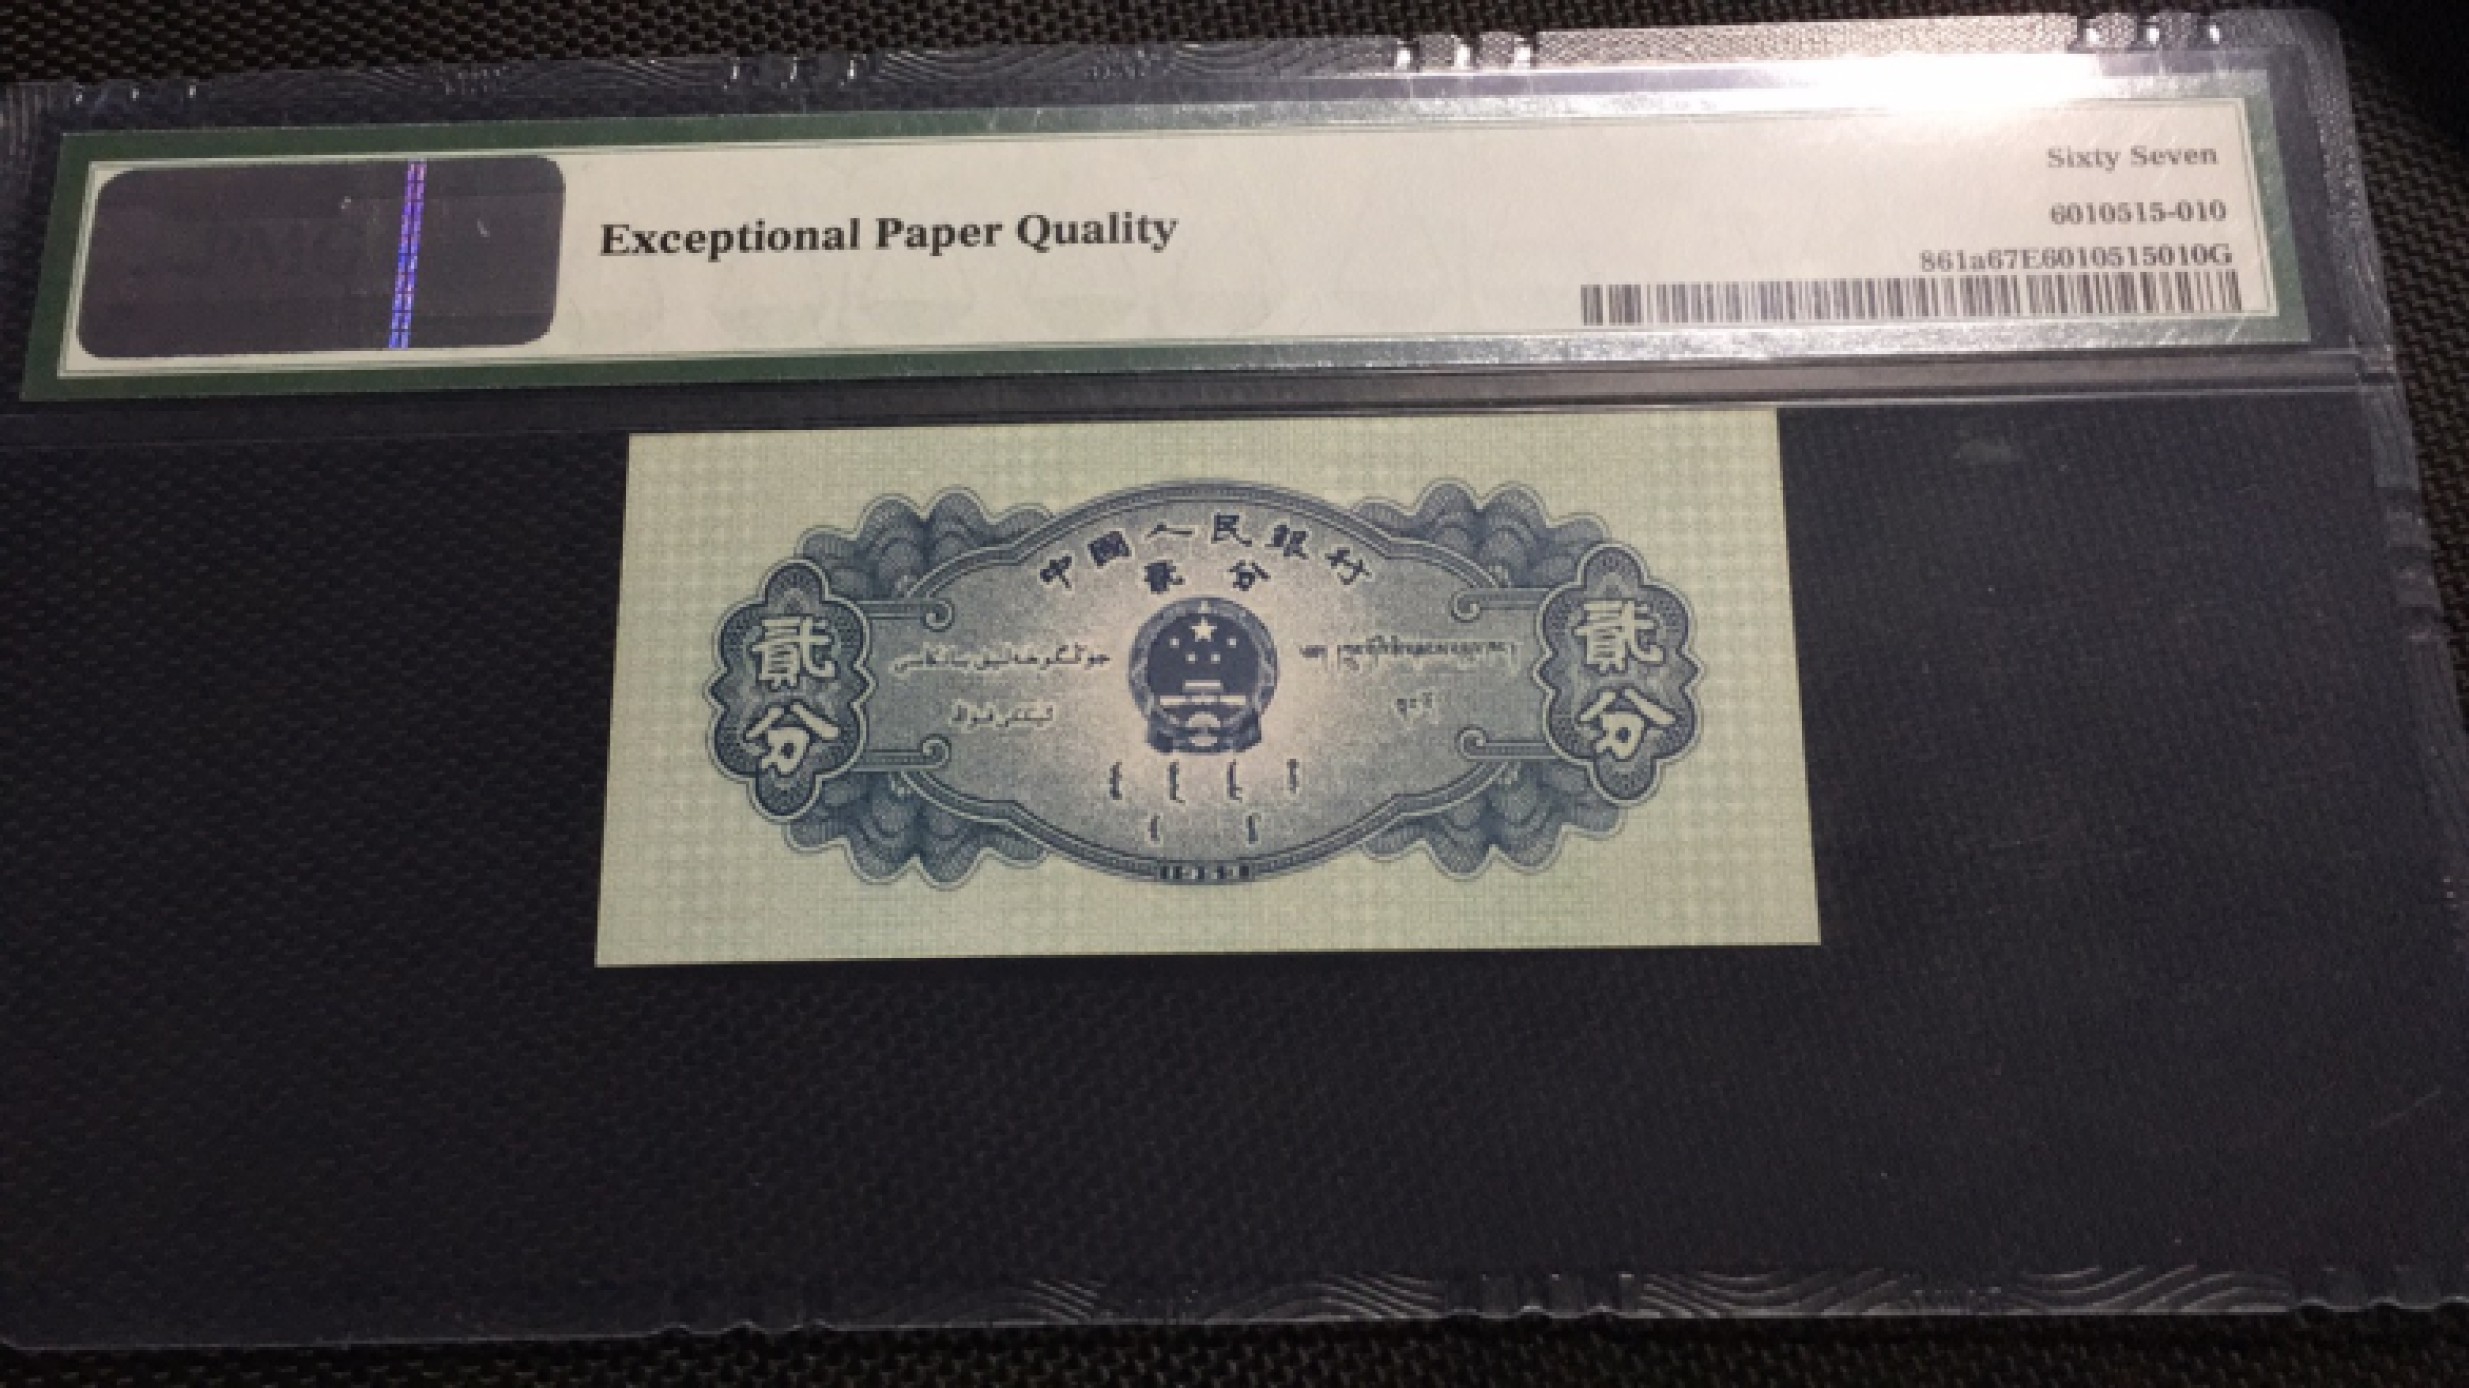 Sixty Seven
Exceptional Paper Quality
6010515-010
861a67E6010515010G
中國人民銀行
貳分
貳分
貳分
1953